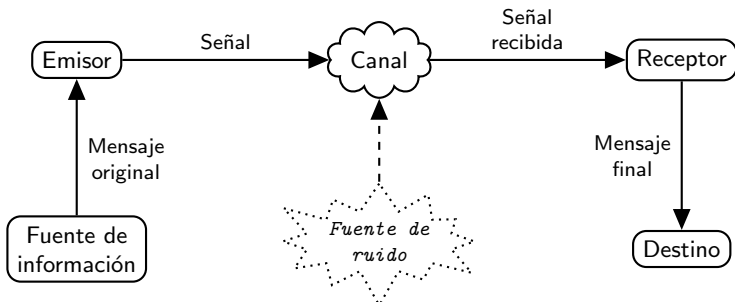 Señal
Señal
recibida
Emisor
Canal
Receptor
Mensaje
original
Mensaje
final
Fuente de
información
Fuente de
ruido
Destino